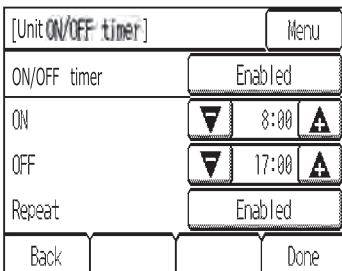 [Unit ON/OFF timer] Menu
ON/OFF timer Enabled
ON 8:00
OFF 17:00
Repeat Enabled
Back Done